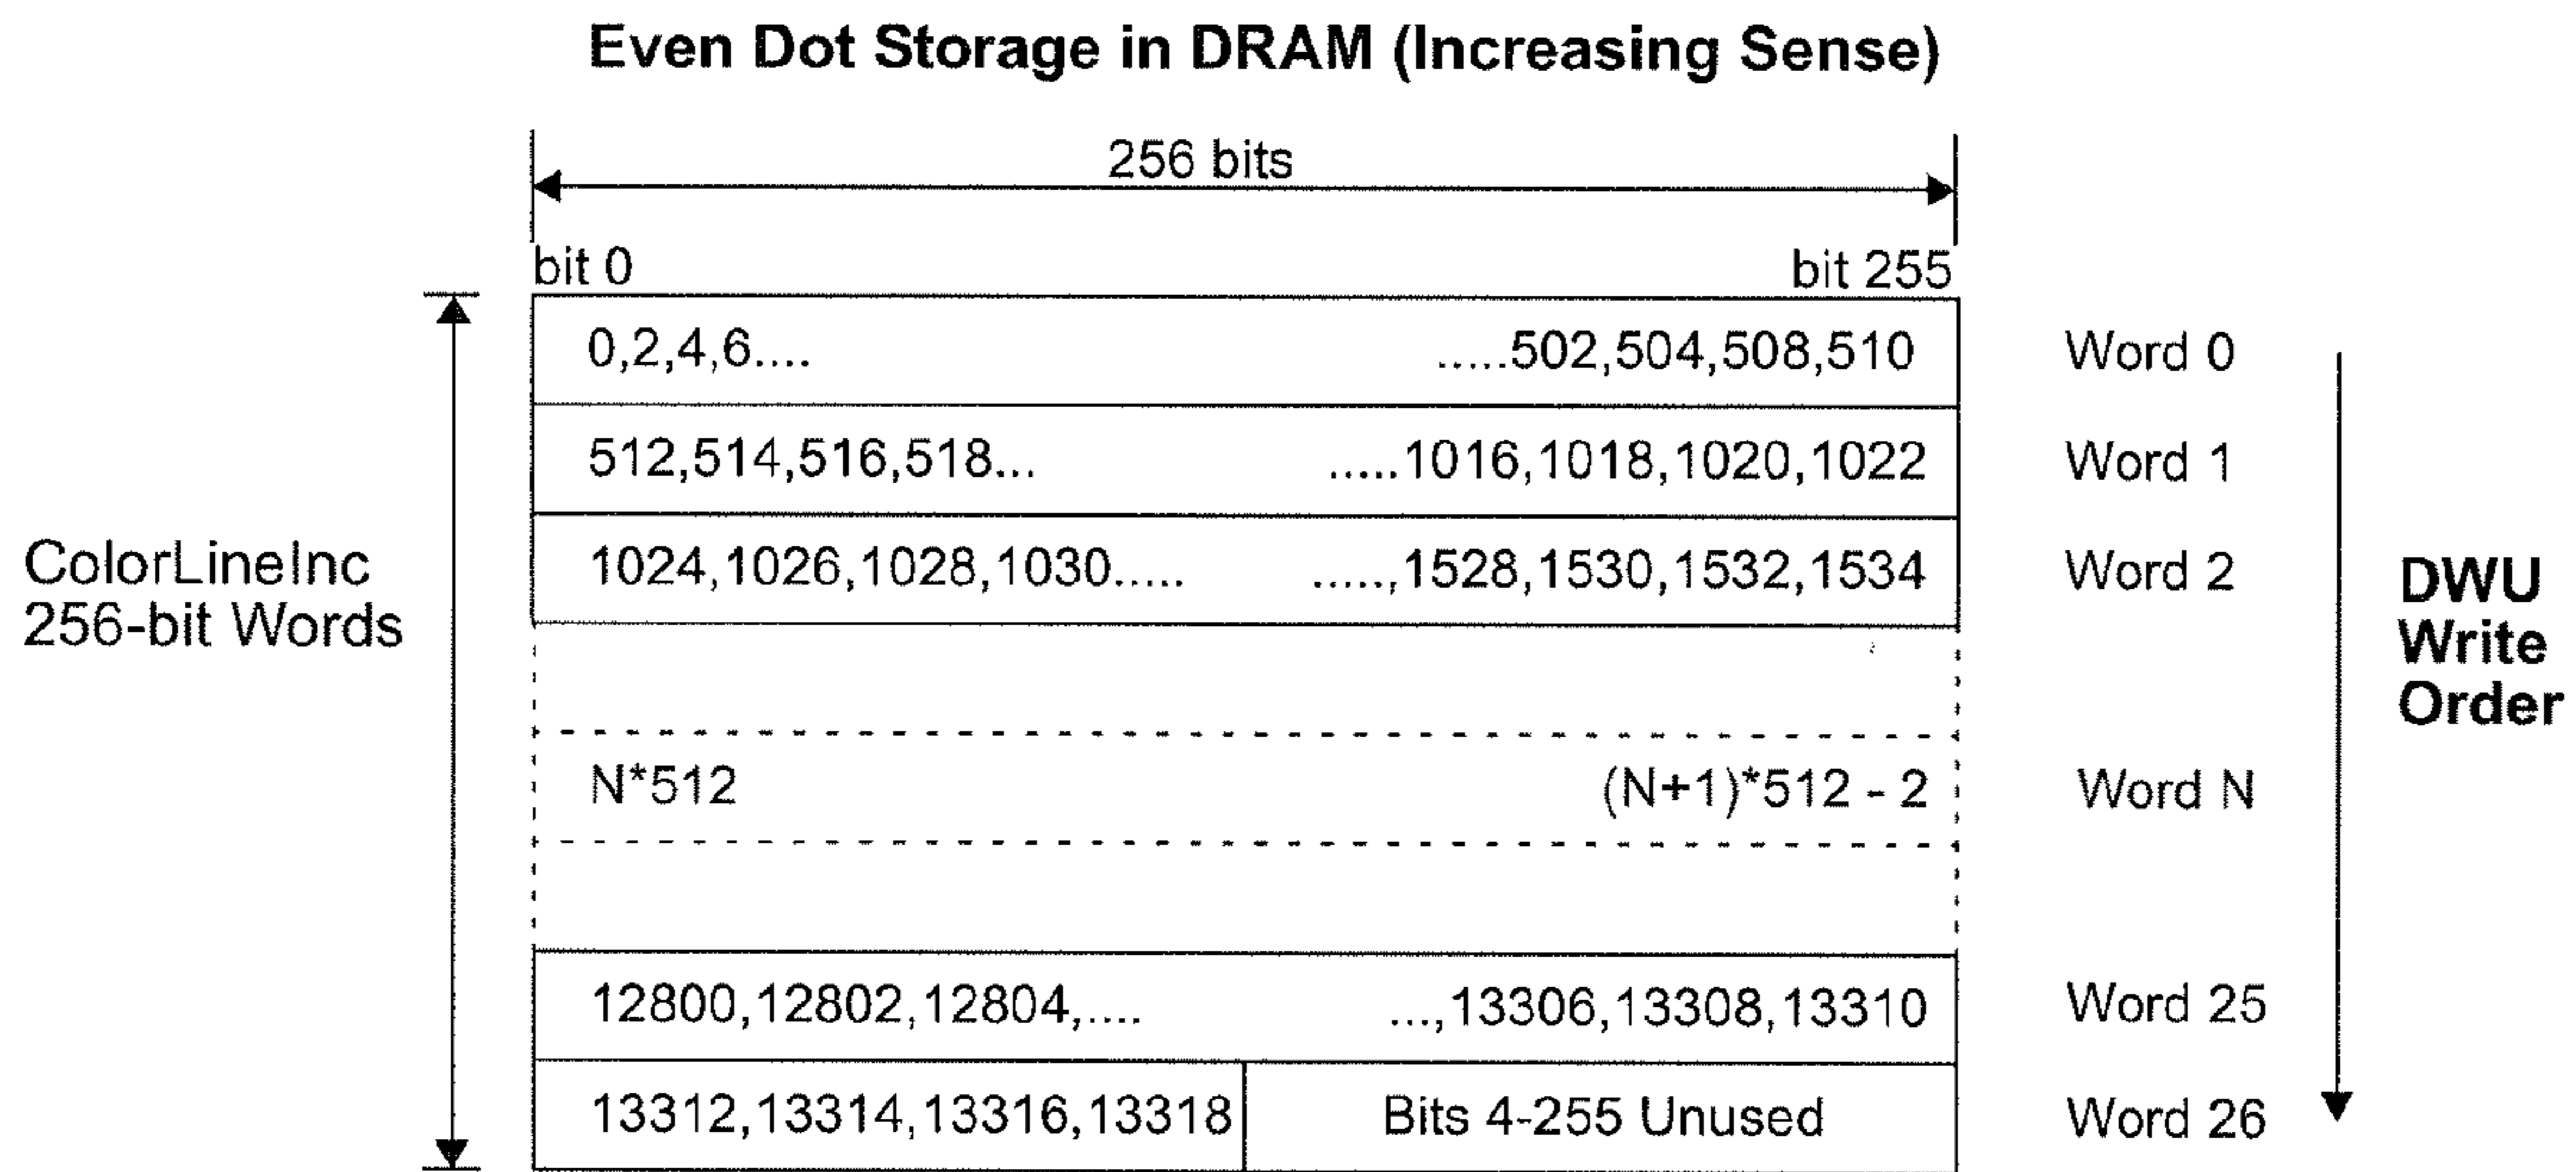 Even Dot Storage in DRAM (Increasing Sense)
256 bits
bit 0 bit 255
0,2,4,6.... .....502,504,508,510 Word 0
512,514,516,518... .....1016,1018,1020,1022 Word 1
1024,1026,1028,1030..... .....,1528,1530,1532,1534 Word 2
ColorLineInc
256-bit Words
DWU
Write
Order
N*512 (N+1)*512 - 2 Word N
12800,12802,12804,.... ...,13306,13308,13310 Word 25
13312,13314,13316,13318 Bits 4-255 Unused Word 26